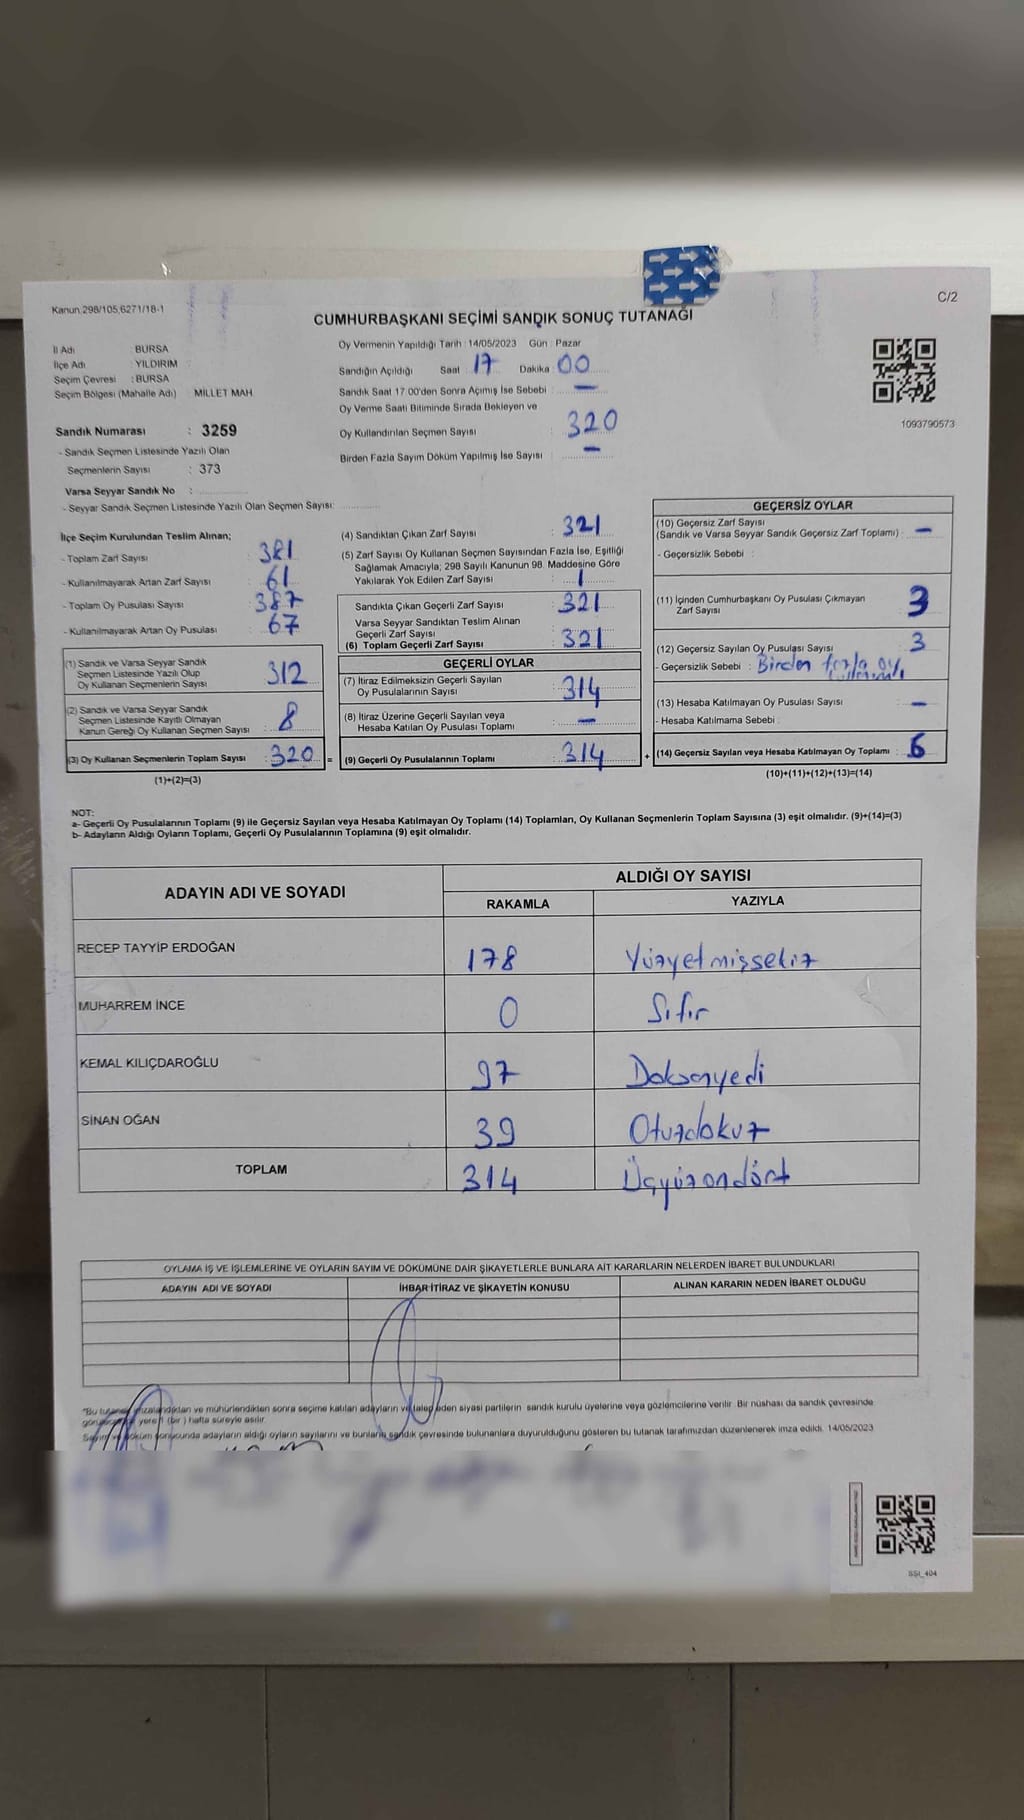 Kanun.298/105,6271/18-1
C/2
CUMHURBAŞKANI SEÇİMİ SANDIK SONUÇ TUTANAĞI
İl Adı BURSA
İlçe Adı YILDIRIM
Seçim Çevresi : BURSA
Seçim Bölgesi (Mahalle Adı) MİLLET MAH
Sandık Numarası : 3259
- Sandık Seçmen Listesinde Yazılı Olan
Seçmenlerin Sayısı : 373
Varsa Seyyar Sandık No :
- Seyyar Sandık Seçmen Listesinde Yazılı Olan Seçmen Sayısı:
Oy Vermenin Yapıldığı Tarih : 14/05/2023 Gün : Pazar
Sandığın Açıldığı Saat 17 Dakika 00
Sandık Saat 17 00'den Sonra Açımış İse Sebebi : —
Oy Verme Saati Bitiminde Sırada Bekleyen ve
Oy Kullandırılan Seçmen Sayısı : 320
Birden Fazla Sayım Döküm Yapılmış İse Sayısı : —
1093790573
İlçe Seçim Kurulundan Teslim Alınan;
- Toplam Zarf Sayısı : 381
- Kullanılmayarak Artan Zarf Sayısı : 61
- Toplam Oy Pusulası Sayısı : 387
- Kullanılmayarak Artan Oy Pusulası : 67
(1) Sandık ve Varsa Seyyar Sandık
Seçmen Listesinde Yazılı Olup
Oy Kullanan Seçmenlerin Sayısı : 312
(2) Sandık ve Varsa Seyyar Sandık
Seçmen Listesinde Kayıtlı Olmayan
Kanun Gereği Oy Kullanan Seçmen Sayısı : 8
(3) Oy Kullanan Seçmenlerin Toplam Sayısı : 320 =
(1)+(2)=(3)
(4) Sandıktan Çıkan Zarf Sayısı : 321
(5) Zarf Sayısı Oy Kullanan Seçmen Sayısından Fazla İse, Eşitliği
Sağlamak Amacıyla; 298 Sayılı Kanunun 98. Maddesine Göre
Yakılarak Yok Edilen Zarf Sayısı : 1
Sandıkta Çıkan Geçerli Zarf Sayısı : 321
Varsa Seyyar Sandıktan Teslim Alınan
Geçerli Zarf Sayısı
(6) Toplam Geçerli Zarf Sayısı : 321
GEÇERLİ OYLAR
(7) İtiraz Edilmeksizin Geçerli Sayılan
Oy Pusulalarının Sayısı : 314
(8) İtiraz Üzerine Geçerli Sayılan veya
Hesaba Katılan Oy Pusulası Toplamı : —
(9) Geçerli Oy Pusulalarının Toplamı : 314 +
GEÇERSİZ OYLAR
(10) Geçersiz Zarf Sayısı
(Sandık ve Varsa Seyyar Sandık Geçersiz Zarf Toplamı) : —
- Geçersizlik Sebebi :
(11) İçinden Cumhurbaşkanı Oy Pusulası Çıkmayan
Zarf Sayısı : 3
(12) Geçersiz Sayılan Oy Pusulası Sayısı : 3
- Geçersizlik Sebebi : Birden fazla oy
(13) Hesaba Katılmayan Oy Pusulası Sayısı : —
- Hesaba Katılmama Sebebi :
(14) Geçersiz Sayılan veya Hesaba Katılmayan Oy Toplamı : 6
(10)+(11)+(12)+(13)=(14)
NOT:
a- Geçerli Oy Pusulalarının Toplamı (9) ile Geçersiz Sayılan veya Hesaba Katılmayan Oy Toplamı (14) Toplamları, Oy Kullanan Seçmenlerin Toplam Sayısına (3) eşit olmalıdır. (9)+(14)=(3)
b- Adayların Aldığı Oyların Toplamı, Geçerli Oy Pusulalarının Toplamına (9) eşit olmalıdır.
ADAYIN ADI VE SOYADI ALDIĞI OY SAYISI
RAKAMLA YAZIYLA
RECEP TAYYİP ERDOĞAN 178 Yüzyetmişsekiz
MUHARREM İNCE 0 Sıfır
KEMAL KILIÇDAROĞLU 97 Doksanyedi
SİNAN OĞAN 39 Otuzdokuz
TOPLAM 314 Üçyüzondört
OYLAMA İŞ VE İŞLEMLERİNE VE OYLARIN SAYIM VE DÖKÜMÜNE DAİR ŞİKAYETLERLE BUNLARA AİT KARARLARIN NELERDEN İBARET BULUNDUKLARI
ADAYIN ADI VE SOYADI İHBAR İTİRAZ VE ŞİKAYETİN KONUSU ALINAN KARARIN NEDEN İBARET OLDUĞU
*Bu tutanak imzalandıktan ve mühürlendikten sonra seçime katılan adayların ve talep eden siyasi partilerin sandık kurulu üyelerine veya gözlemcilerine verilir. Bir nüshası da sandık çevresinde
yere 1 (bir) hafta süreyle asılır.
Sayım ve döküm sonucunda adayların aldığı oyların sayılarını ve bunların sandık çevresinde bulunanlara duyurulduğunu gösteren bu tutanak tarafımızdan düzenlenerek imza edildi. 14/05/2023
SSI_404